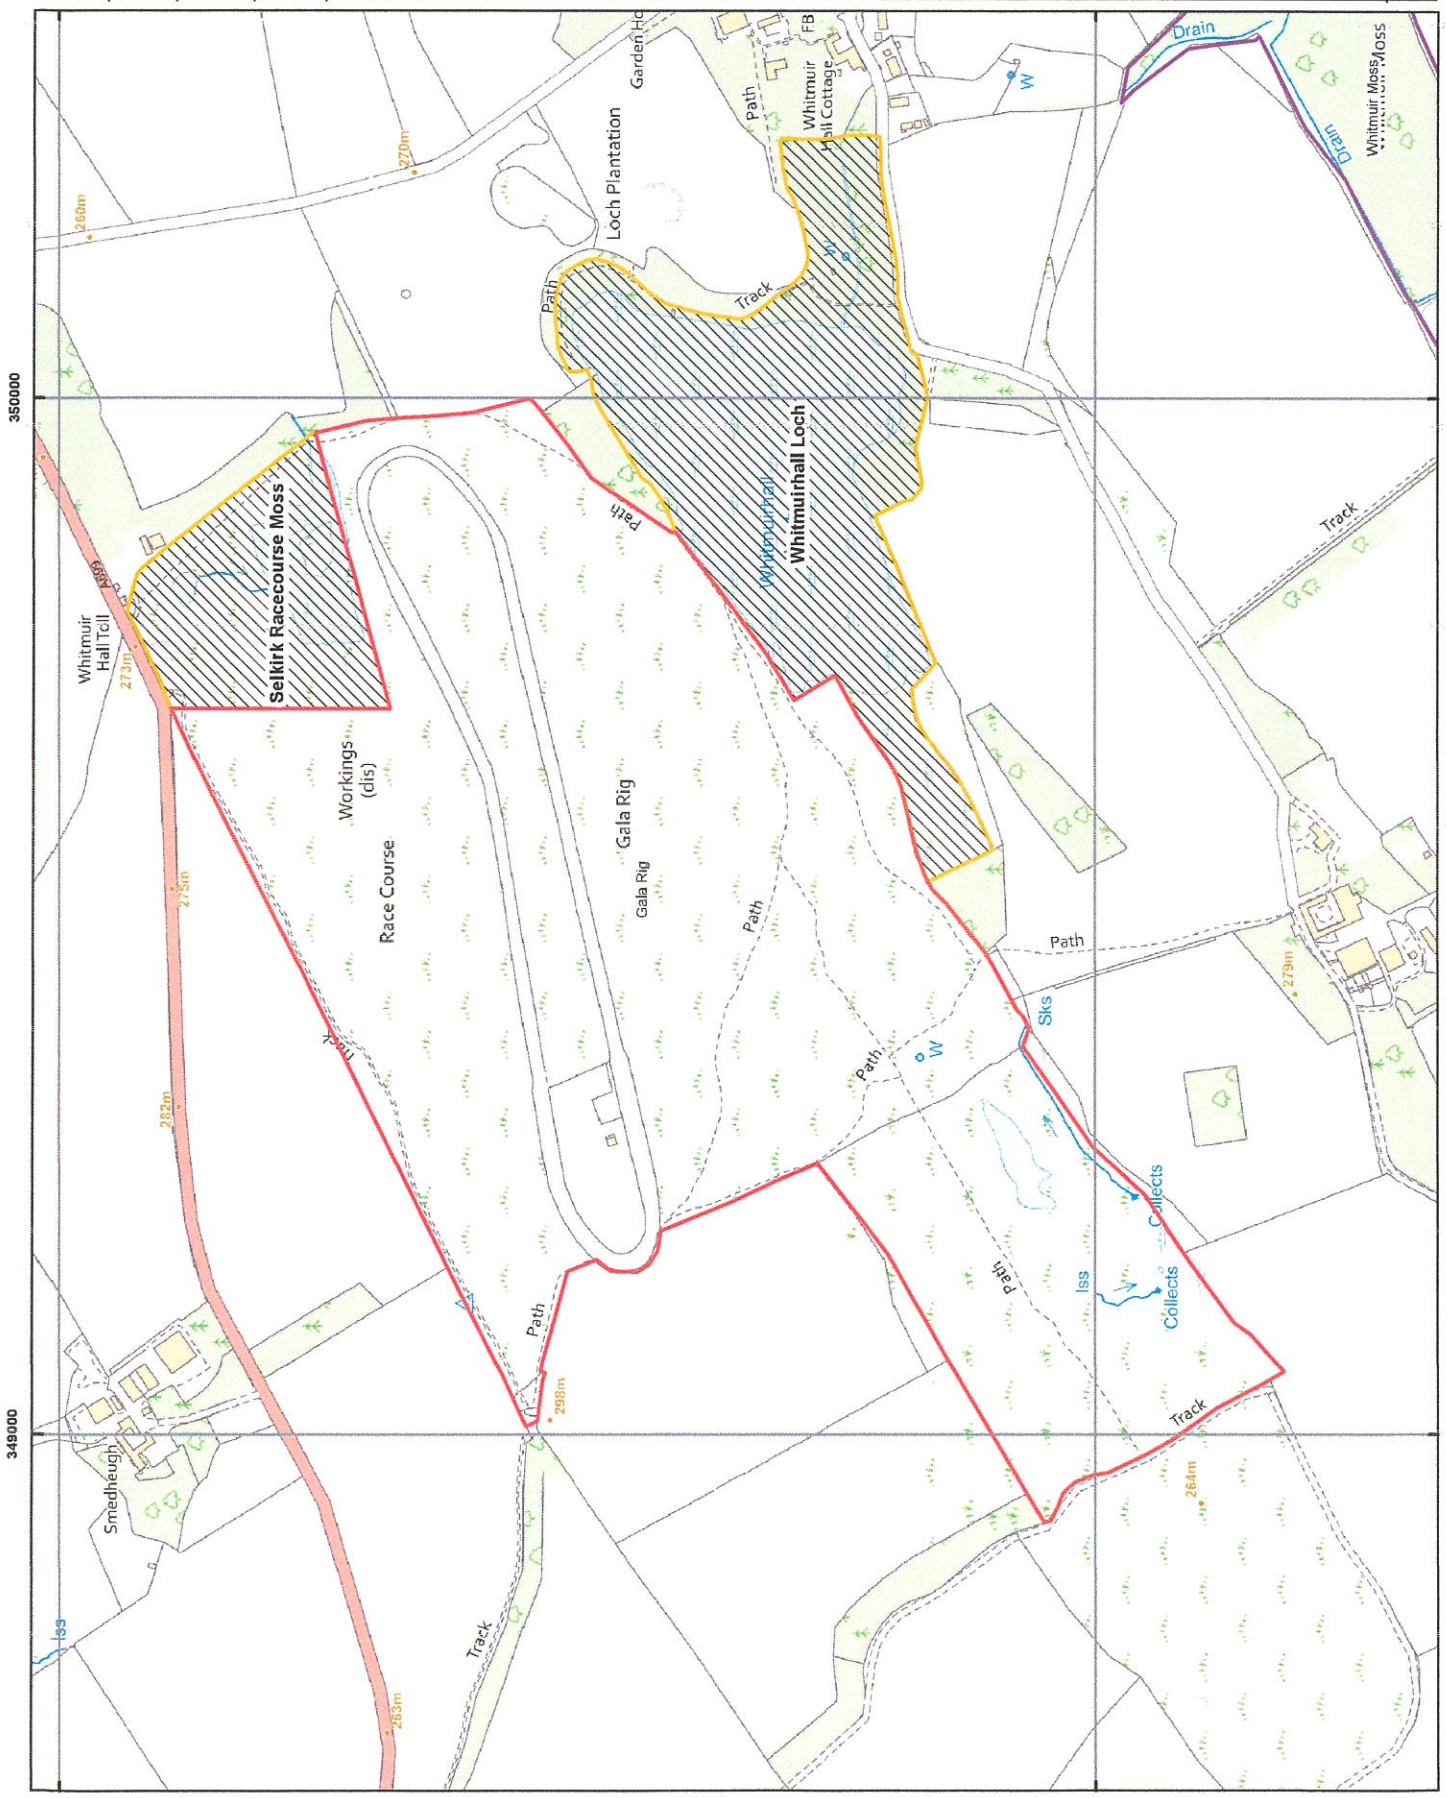 350000
349000
260m
270m
Garden Ho
FB
Path
Whitmuir
Hall Cottage
W
Drain
Drain
Whitmuir Moss
Loch Plantation
Path
Track
W
A699
Whitmuir
Hall Toll
273m
Selkirk Racecourse Moss
Path
Whitmuirhall
Whitmuirhall Loch
Track
Workings
(dis)
Race Course
Gala Rig
Gala Rig
275m
Path
Path
279m
Track
Path
W
Sks
282m
Collects
Iss
Collects
Path
Path
298m
Track
264m
Smedheugh
Iss
Track
263m